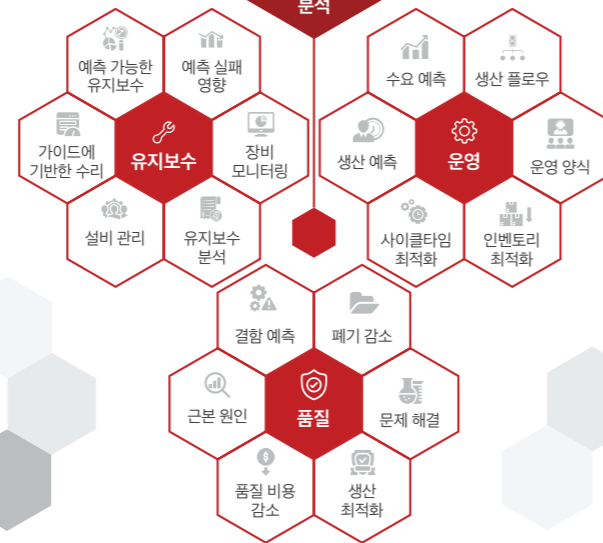 분석
예측 가능한
유지보수
예측 실패
영향
가이드에
기반한 수리
유지보수
장비
모니터링
설비 관리
유지보수
분석
수요 예측
생산 플로우
생산 예측
운영
운영 양식
사이클타임
최적화
인벤토리
최적화
결함 예측
폐기 감소
근본 원인
품질
문제 해결
품질 비용
감소
생산
최적화